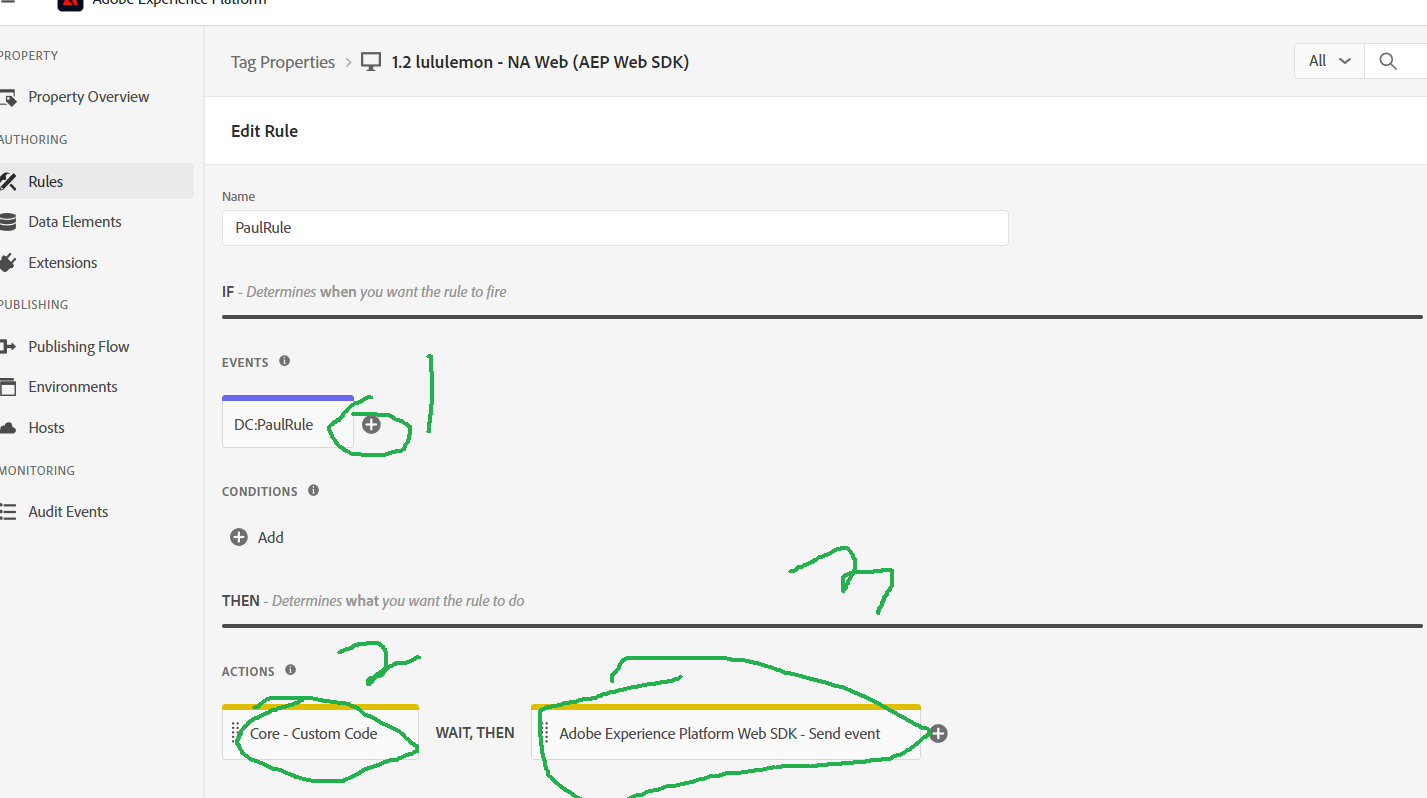 Adobe Experience Platform
PROPERTY
Property Overview
AUTHORING
Rules
Data Elements
Extensions
PUBLISHING
Publishing Flow
Environments
Hosts
MONITORING
Audit Events
Tag Properties > 1.2 lululemon - NA Web (AEP Web SDK)
All
Edit Rule
Name
PaulRule
IF - Determines when you want the rule to fire
EVENTS
DC:PaulRule
1
CONDITIONS
Add
3
THEN - Determines what you want the rule to do
ACTIONS
2
Core - Custom Code
WAIT, THEN
Adobe Experience Platform Web SDK - Send event